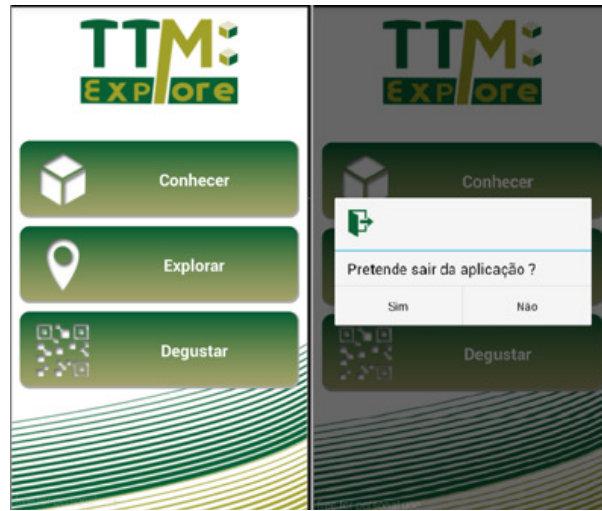 TTM:
Explore
Conhecer
Explorar
Degustar
TTM:
Explore
Conhecer
Pretende sair da aplicação ?
Sim
Não
Degustar